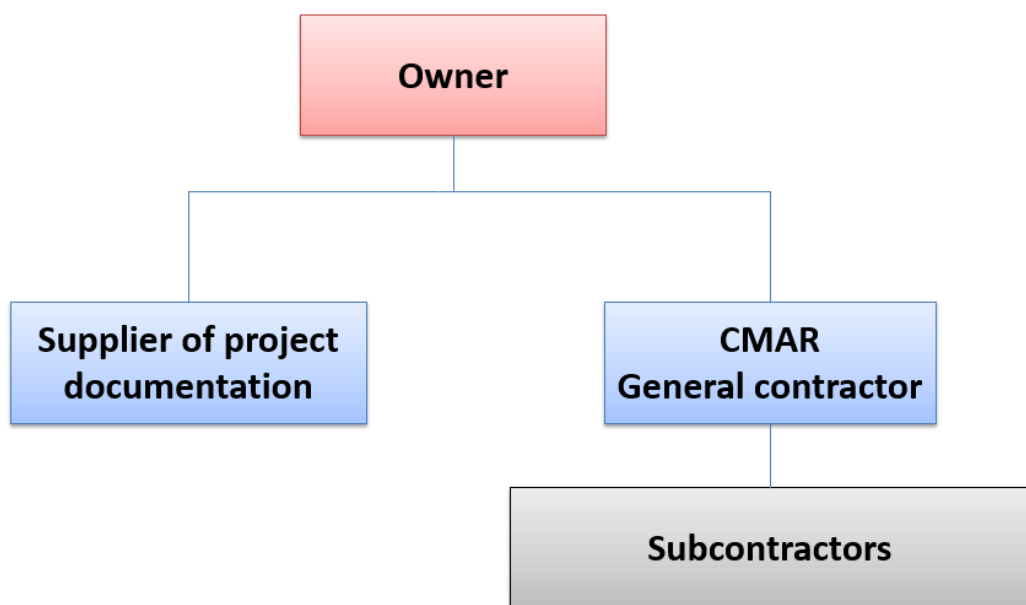 Owner
Supplier of project
documentation
CMAR
General contractor
Subcontractors